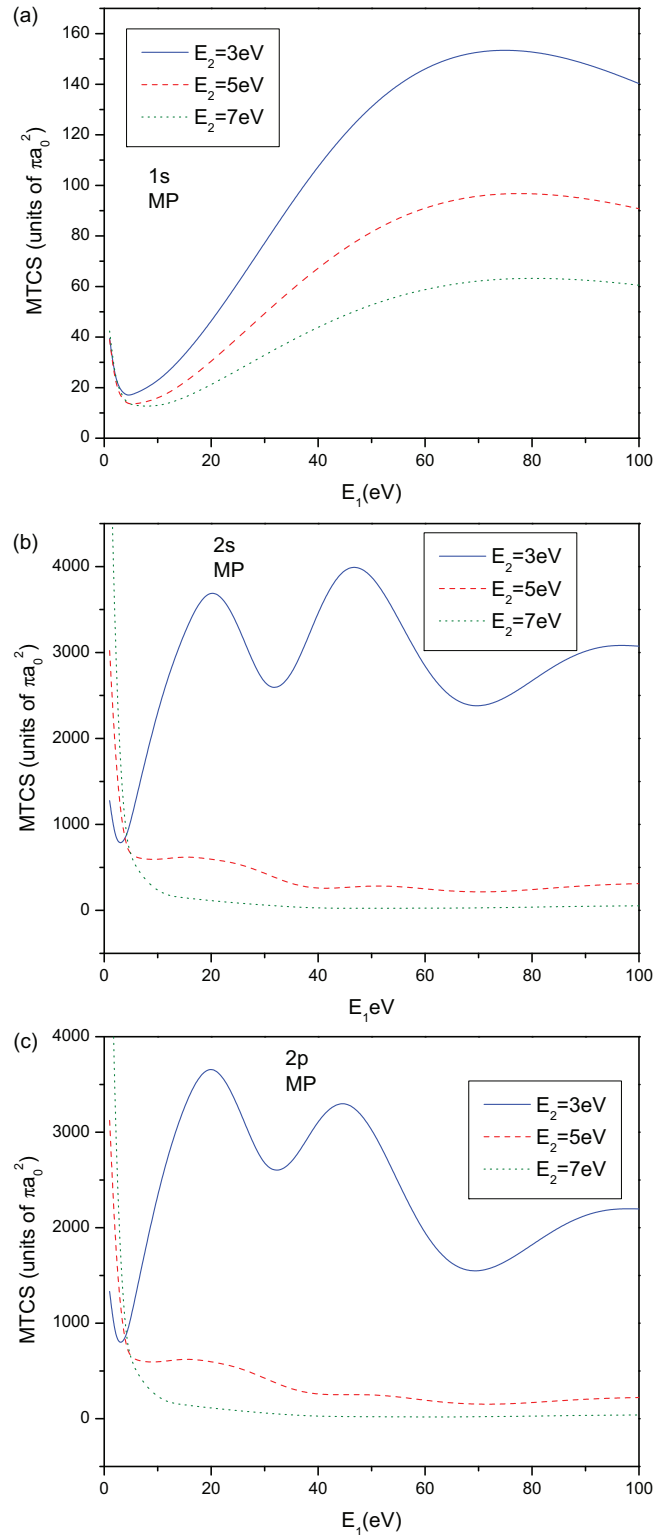 (a)
160
140
120
100
80
60
40
20
0
MTCS (units of πa₀²)
E₂=3eV
E₂=5eV
E₂=7eV
1s
MP
0 20 40 60 80 100
E₁(eV)
(b)
4000
3000
2000
1000
0
MTCS (units of πa₀²)
2s
MP
E₂=3eV
E₂=5eV
E₂=7eV
0 20 40 60 80 100
E₁eV
(c)
4000
3000
2000
1000
0
MTCS (units of πa₀²)
2p
MP
E₂=3eV
E₂=5eV
E₂=7eV
0 20 40 60 80 100
E₁(eV)